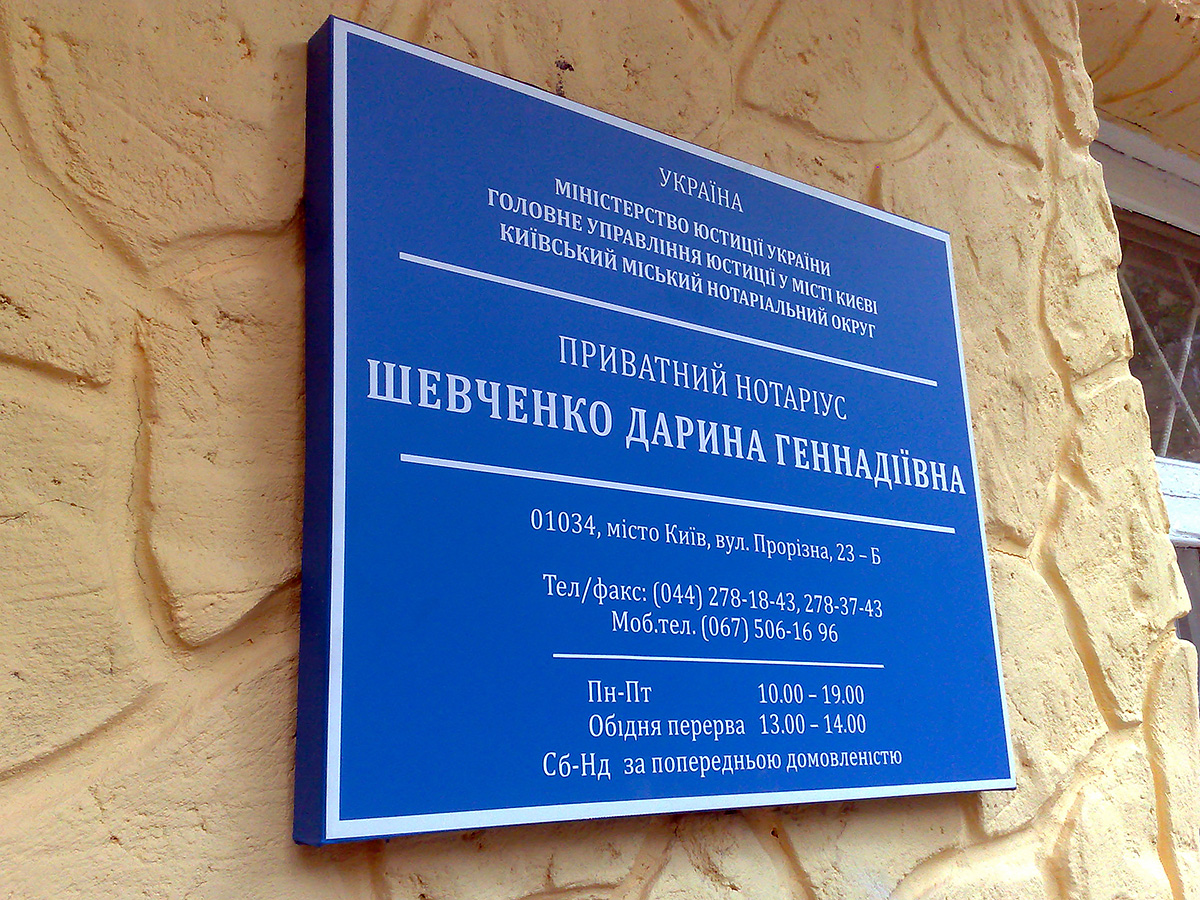 УКРАЇНА
МІНІСТЕРСТВО ЮСТИЦІЇ УКРАЇНИ
ГОЛОВНЕ УПРАВЛІННЯ ЮСТИЦІЇ У МІСТІ КИЄВІ
КИЇВСЬКИЙ МІСЬКИЙ НОТАРІАЛЬНИЙ ОКРУГ
ПРИВАТНИЙ НОТАРІУС
ШЕВЧЕНКО ДАРИНА ГЕННАДІЇВНА
01034, місто Київ, вул. Прорізна, 23 – Б
Тел/факс: (044) 278-18-43, 278-37-43
Моб.тел. (067) 506-16 96
Пн-Пт 10.00 – 19.00
Обідня перерва 13.00 – 14.00
Сб-Нд за попередньою домовленістю